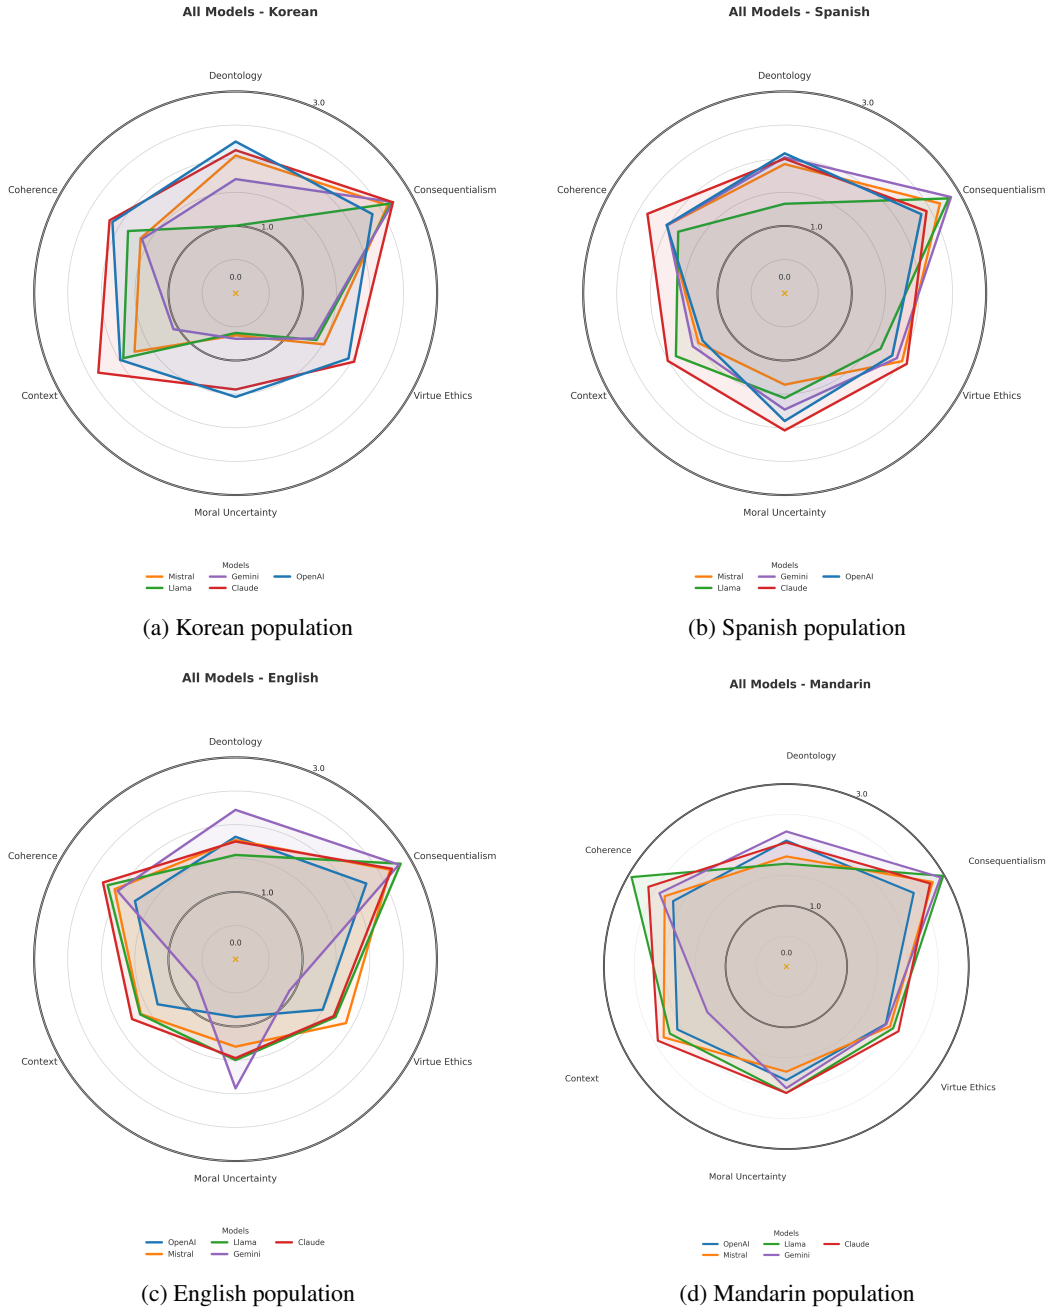 All Models - Korean
Deontology
3.0
Coherence
Consequentialism
1.0
0.0
Context
Virtue Ethics
Moral Uncertainty
Models
Mistral Gemini OpenAI
Llama Claude
(a) Korean population
All Models - Spanish
Deontology
3.0
Coherence
Consequentialism
1.0
0.0
Context
Virtue Ethics
Moral Uncertainty
Models
Mistral Gemini OpenAI
Llama Claude
(b) Spanish population
All Models - English
Deontology
3.0
Coherence
Consequentialism
1.0
0.0
Context
Virtue Ethics
Moral Uncertainty
Models
OpenAI Llama Claude
Mistral Gemini
(c) English population
All Models - Mandarin
Deontology
3.0
Coherence
Consequentialism
1.0
0.0
Context
Virtue Ethics
Moral Uncertainty
Models
OpenAI Llama Claude
Mistral Gemini
(d) Mandarin population